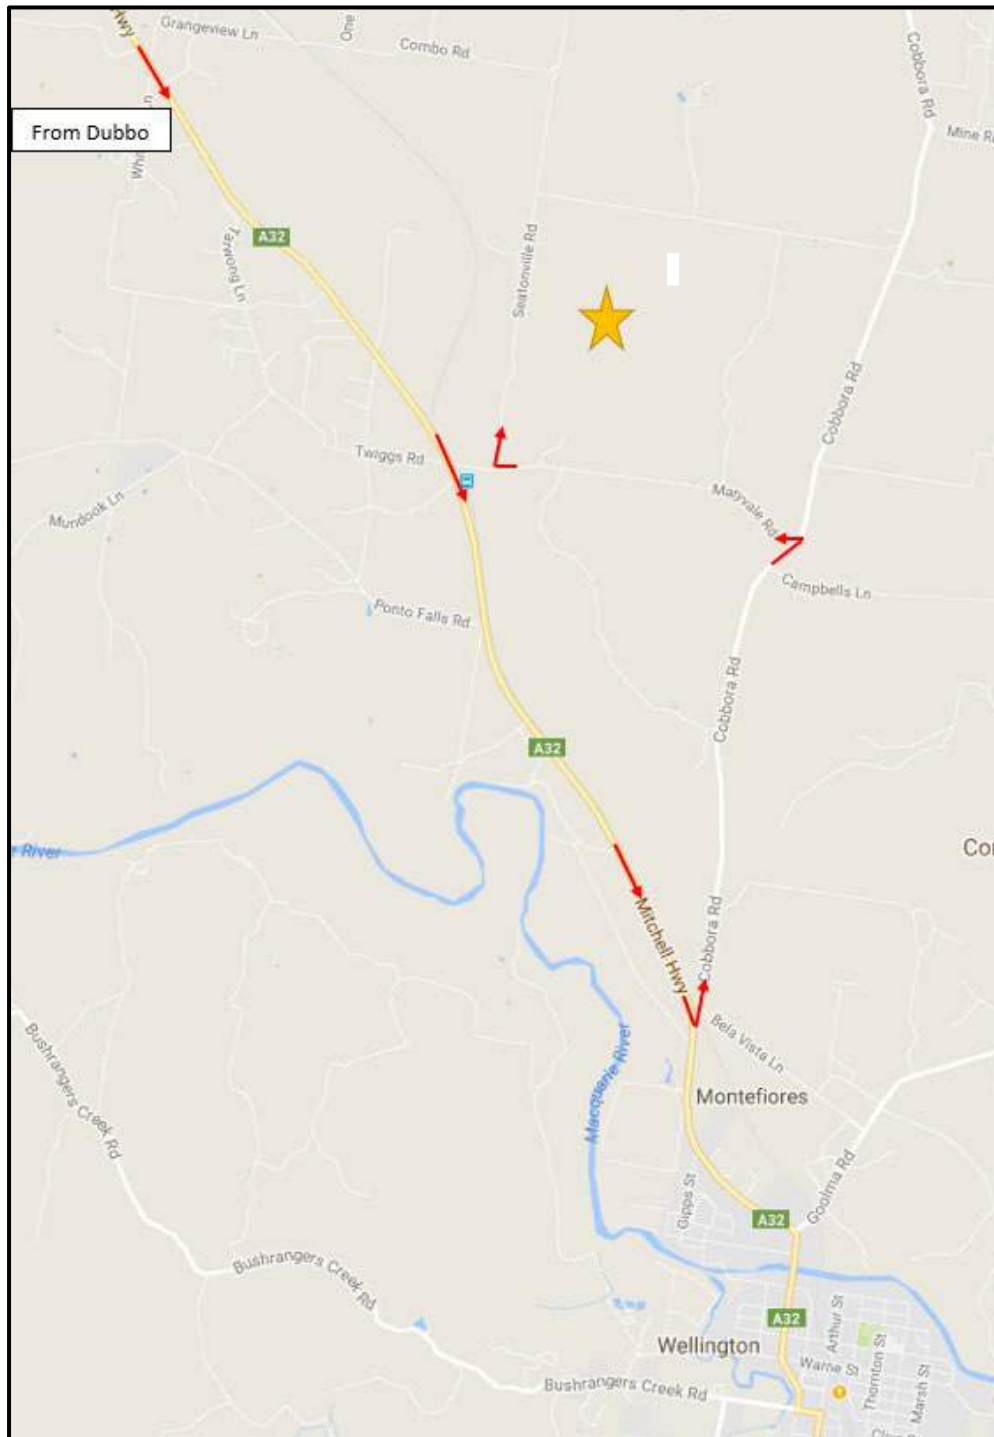 Hwy
Grangeview Ln
One
Combo Rd
Cobbora Rd
Mine Rd
From Dubbo
A32
Tarwong Ln
Seatonville Rd
Cobbora Rd
Twiggs Rd
Mundook Ln
Maryvale Rd
Campbells Ln
Ponto Falls Rd
Cobbora Rd
A32
River
Mitchell Hwy
Cobbora Rd
Bela Vista Ln
Macquarie River
Montefiores
Bushrangers Creek Rd
Goolma Rd
Gipps St
A32
Bushrangers Creek Rd
A32
Arthur St
Wellington
Warne St
Thornton St
Marsh St
Bushrangers Creek Rd